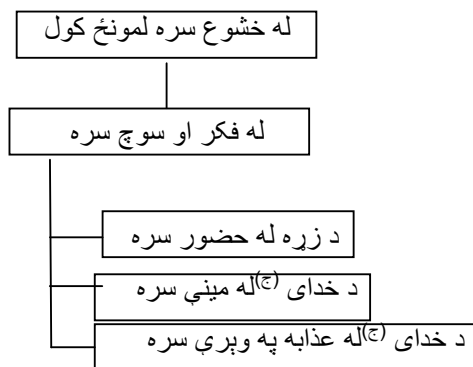 له خشوع سره لمونځ کول
له فکر او سوچ سره
د زړه له حضور سره
د خدای (ج)له مينې سره
د خدای (ج)له عذابه په وېرې سره